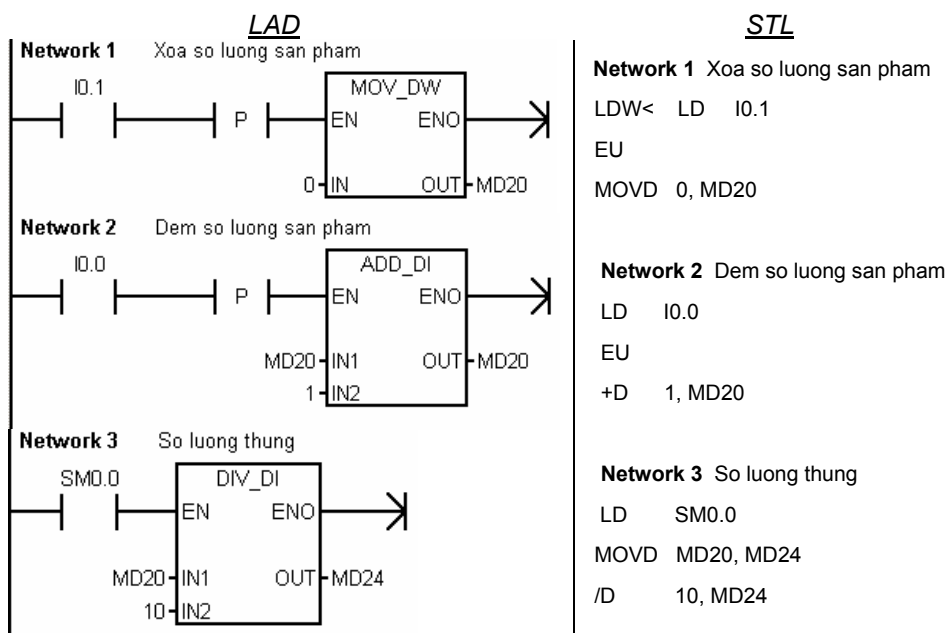 LAD
Network 1 Xoa so luong san pham
I0.1
MOV_DW
P
EN ENO
0 IN OUT MD20
Network 2 Dem so luong san pham
I0.0
ADD_DI
P
EN ENO
MD20 IN1 OUT MD20
1 IN2
Network 3 So luong thung
SM0.0
DIV_DI
EN ENO
MD20 IN1 OUT MD24
10 IN2
STL
Network 1 Xoa so luong san pham
LDW< LD I0.1
EU
MOVD 0, MD20
Network 2 Dem so luong san pham
LD I0.0
EU
+D 1, MD20
Network 3 So luong thung
LD SM0.0
MOVD MD20, MD24
/D 10, MD24